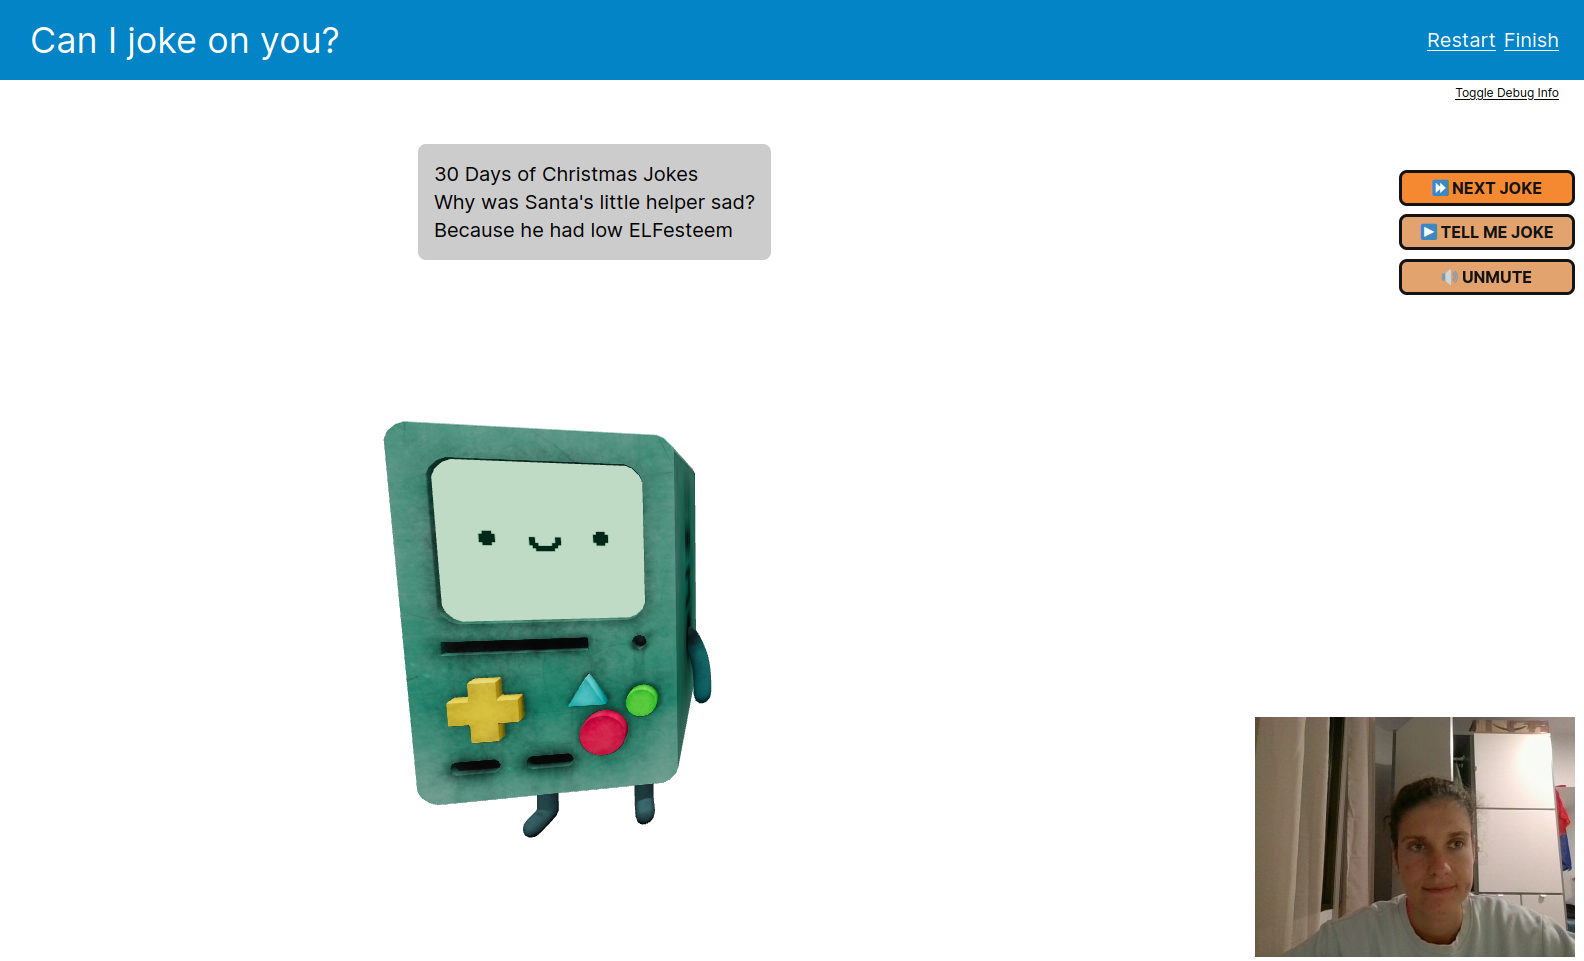 Can I joke on you?
Restart Finish
Toggle Debug Info
30 Days of Christmas Jokes
Why was Santa's little helper sad?
Because he had low ELFesteem
NEXT JOKE
TELL ME JOKE
UNMUTE